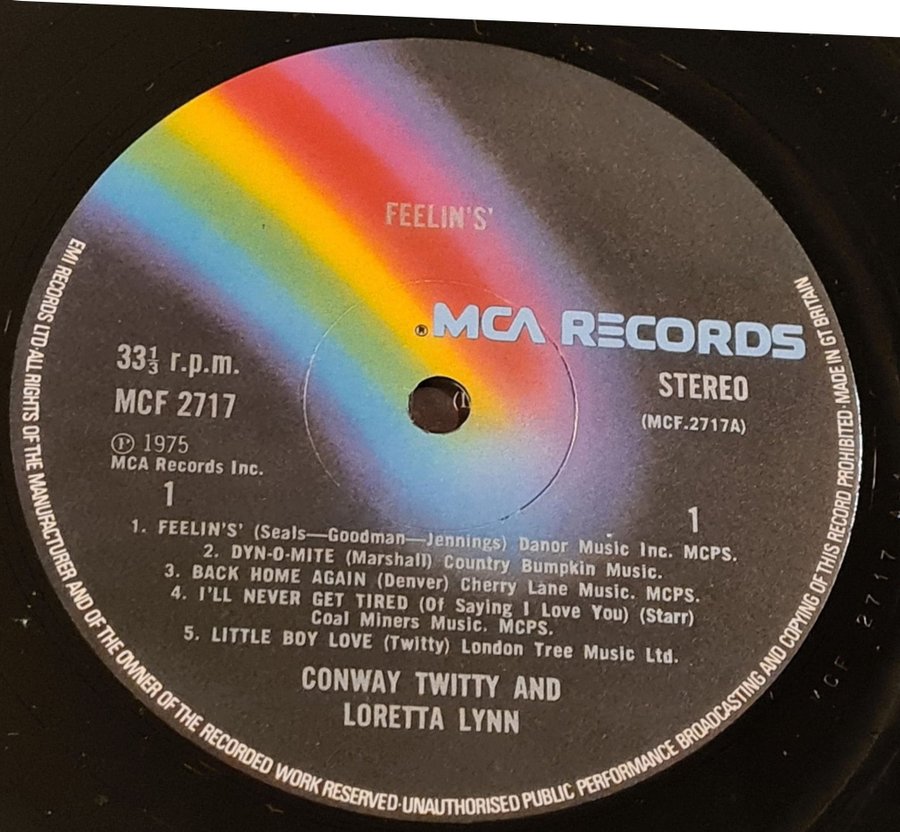 FEELIN'S'
® MCA RECORDS
33⅓ r.p.m.
STEREO
MCF 2717
(MCF.2717A)
Ⓟ 1975
MCA Records Inc.
1
1
1. FEELIN'S' (Seals—Goodman—Jennings) Danor Music Inc. MCPS.
2. DYN-O-MITE (Marshall) Country Bumpkin Music.
3. BACK HOME AGAIN (Denver) Cherry Lane Music. MCPS.
4. I'LL NEVER GET TIRED (Of Saying I Love You) (Starr)
Coal Miners Music. MCPS.
5. LITTLE BOY LOVE (Twitty) London Tree Music Ltd.
CONWAY TWITTY AND
LORETTA LYNN
EMI RECORDS LTD ALL RIGHTS OF THE MANUFACTURER AND OF THE OWNER OF THE RECORDED WORK RESERVED·UNAUTHORISED PUBLIC PERFORMANCE BROADCASTING AND COPYING OF THIS RECORD PROHIBITED·MADE IN GT BRITAIN